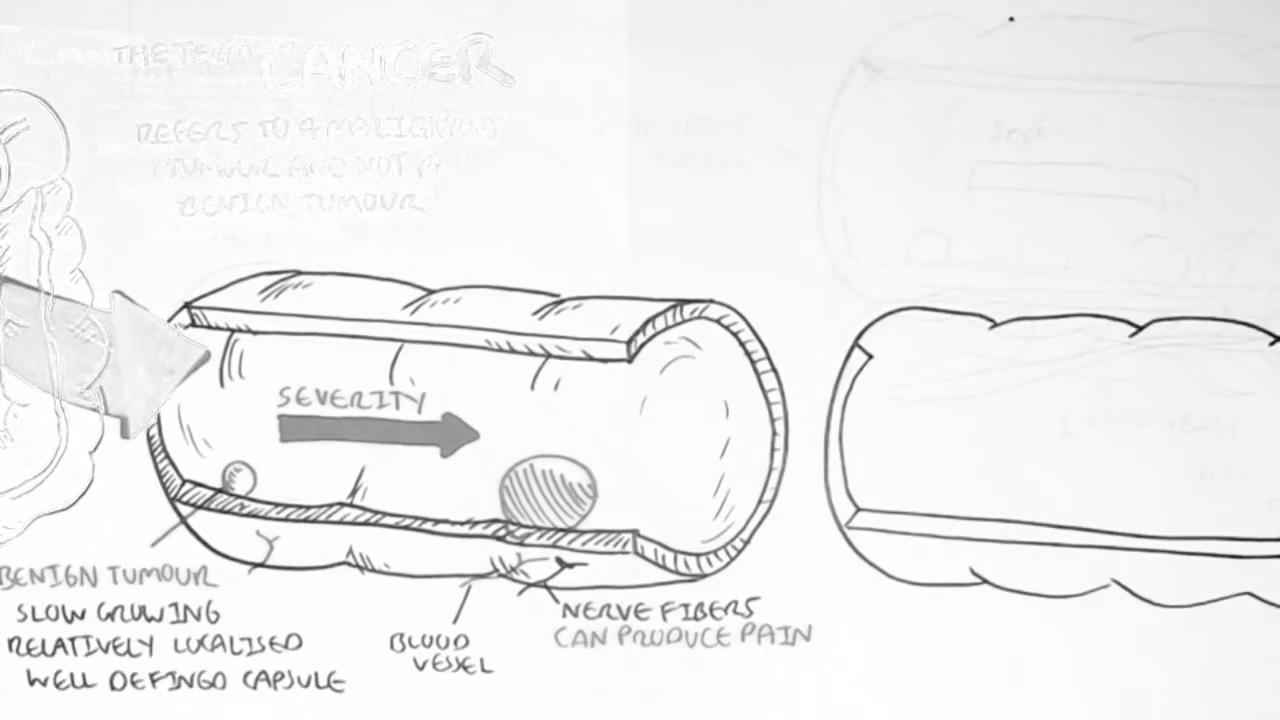 THE TERM CANCER
REFERS TO A MALIGNANT
TUMOUR AND NOT A
BENIGN TUMOUR
SEVERITY
BENIGN TUMOUR
SLOW GROWING
RELATIVELY LOCALISED
WELL DEFINGD CAPSULE
BLOOD
VESSEL
NERVE FIBERS
CAN PRODUCE PAIN